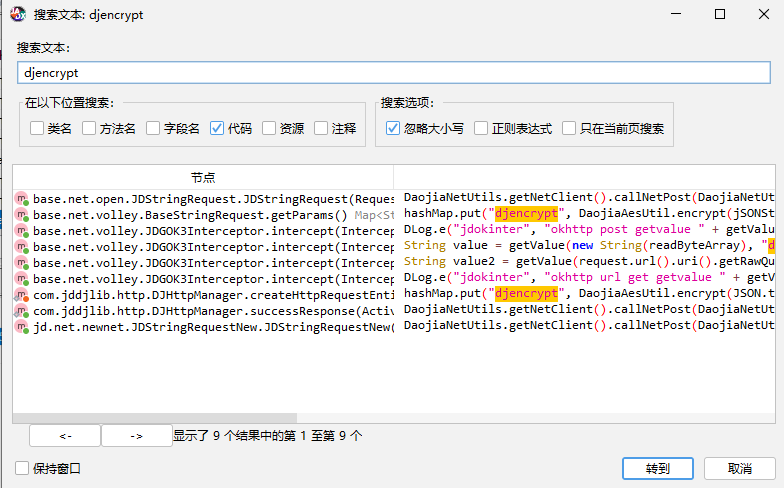 搜索文本: djencrypt
搜索文本:
djencrypt
在以下位置搜索:
类名 方法名 字段名 代码 资源 注释
搜索选项:
忽略大小写 正则表达式 只在当前页搜索
节点
base.net.open.JDStringRequest.JDStringRequest(Reques DaojiaNetUtils.getNetClient().callNetPost(DaojiaNetUt
base.net.volley.BaseStringRequest.getParams() Map<St hashMap.put("djencrypt", DaojiaAesUtil.encrypt(jSONSt
base.net.volley.JDGOK3Interceptor.intercept(Intercep DLog.e("jdokinter", "okhttp post getvalue " + getValu
base.net.volley.JDGOK3Interceptor.intercept(Intercep String value = getValue(new String(readByteArray), "d
base.net.volley.JDGOK3Interceptor.intercept(Intercep String value2 = getValue(request.url().uri().getRawQu
base.net.volley.JDGOK3Interceptor.intercept(Intercep DLog.e("jdokinter", "okhttp url get getvalue " + getV
com.jddjlib.http.DJHttpManager.createHttpRequestEnti hashMap.put("djencrypt", DaojiaAesUtil.encrypt(JSON.t
com.jddjlib.http.DJHttpManager.successResponse(Activ DaojiaNetUtils.getNetClient().callNetPost(DaojiaNetUt
jd.net.newnet.JDStringRequestNew.JDStringRequestNew( DaojiaNetUtils.getNetClient().callNetPost(DaojiaNetUt
<- -> 显示了 9 个结果中的第 1 至第 9 个
保持窗口 转到 取消